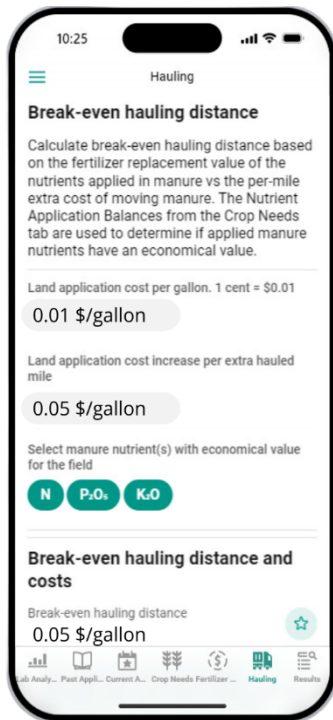 10:25
Hauling
Break-even hauling distance
Calculate break-even hauling distance based
on the fertilizer replacement value of the
nutrients applied in manure vs the per-mile
extra cost of moving manure. The Nutrient
Application Balances from the Crop Needs
tab are used to determine if applied manure
nutrients have an economical value.
Land application cost per gallon. 1 cent = $0.01
0.01 $/gallon
Land application cost increase per extra hauled
mile
0.05 $/gallon
Select manure nutrient(s) with economical value
for the field
N P₂O₅ K₂O
Break-even hauling distance and
costs
Break-even hauling distance
0.05 $/gallon
Lab Analy... Past Appli... Current A... Crop Needs Fertilizer ... Hauling Results